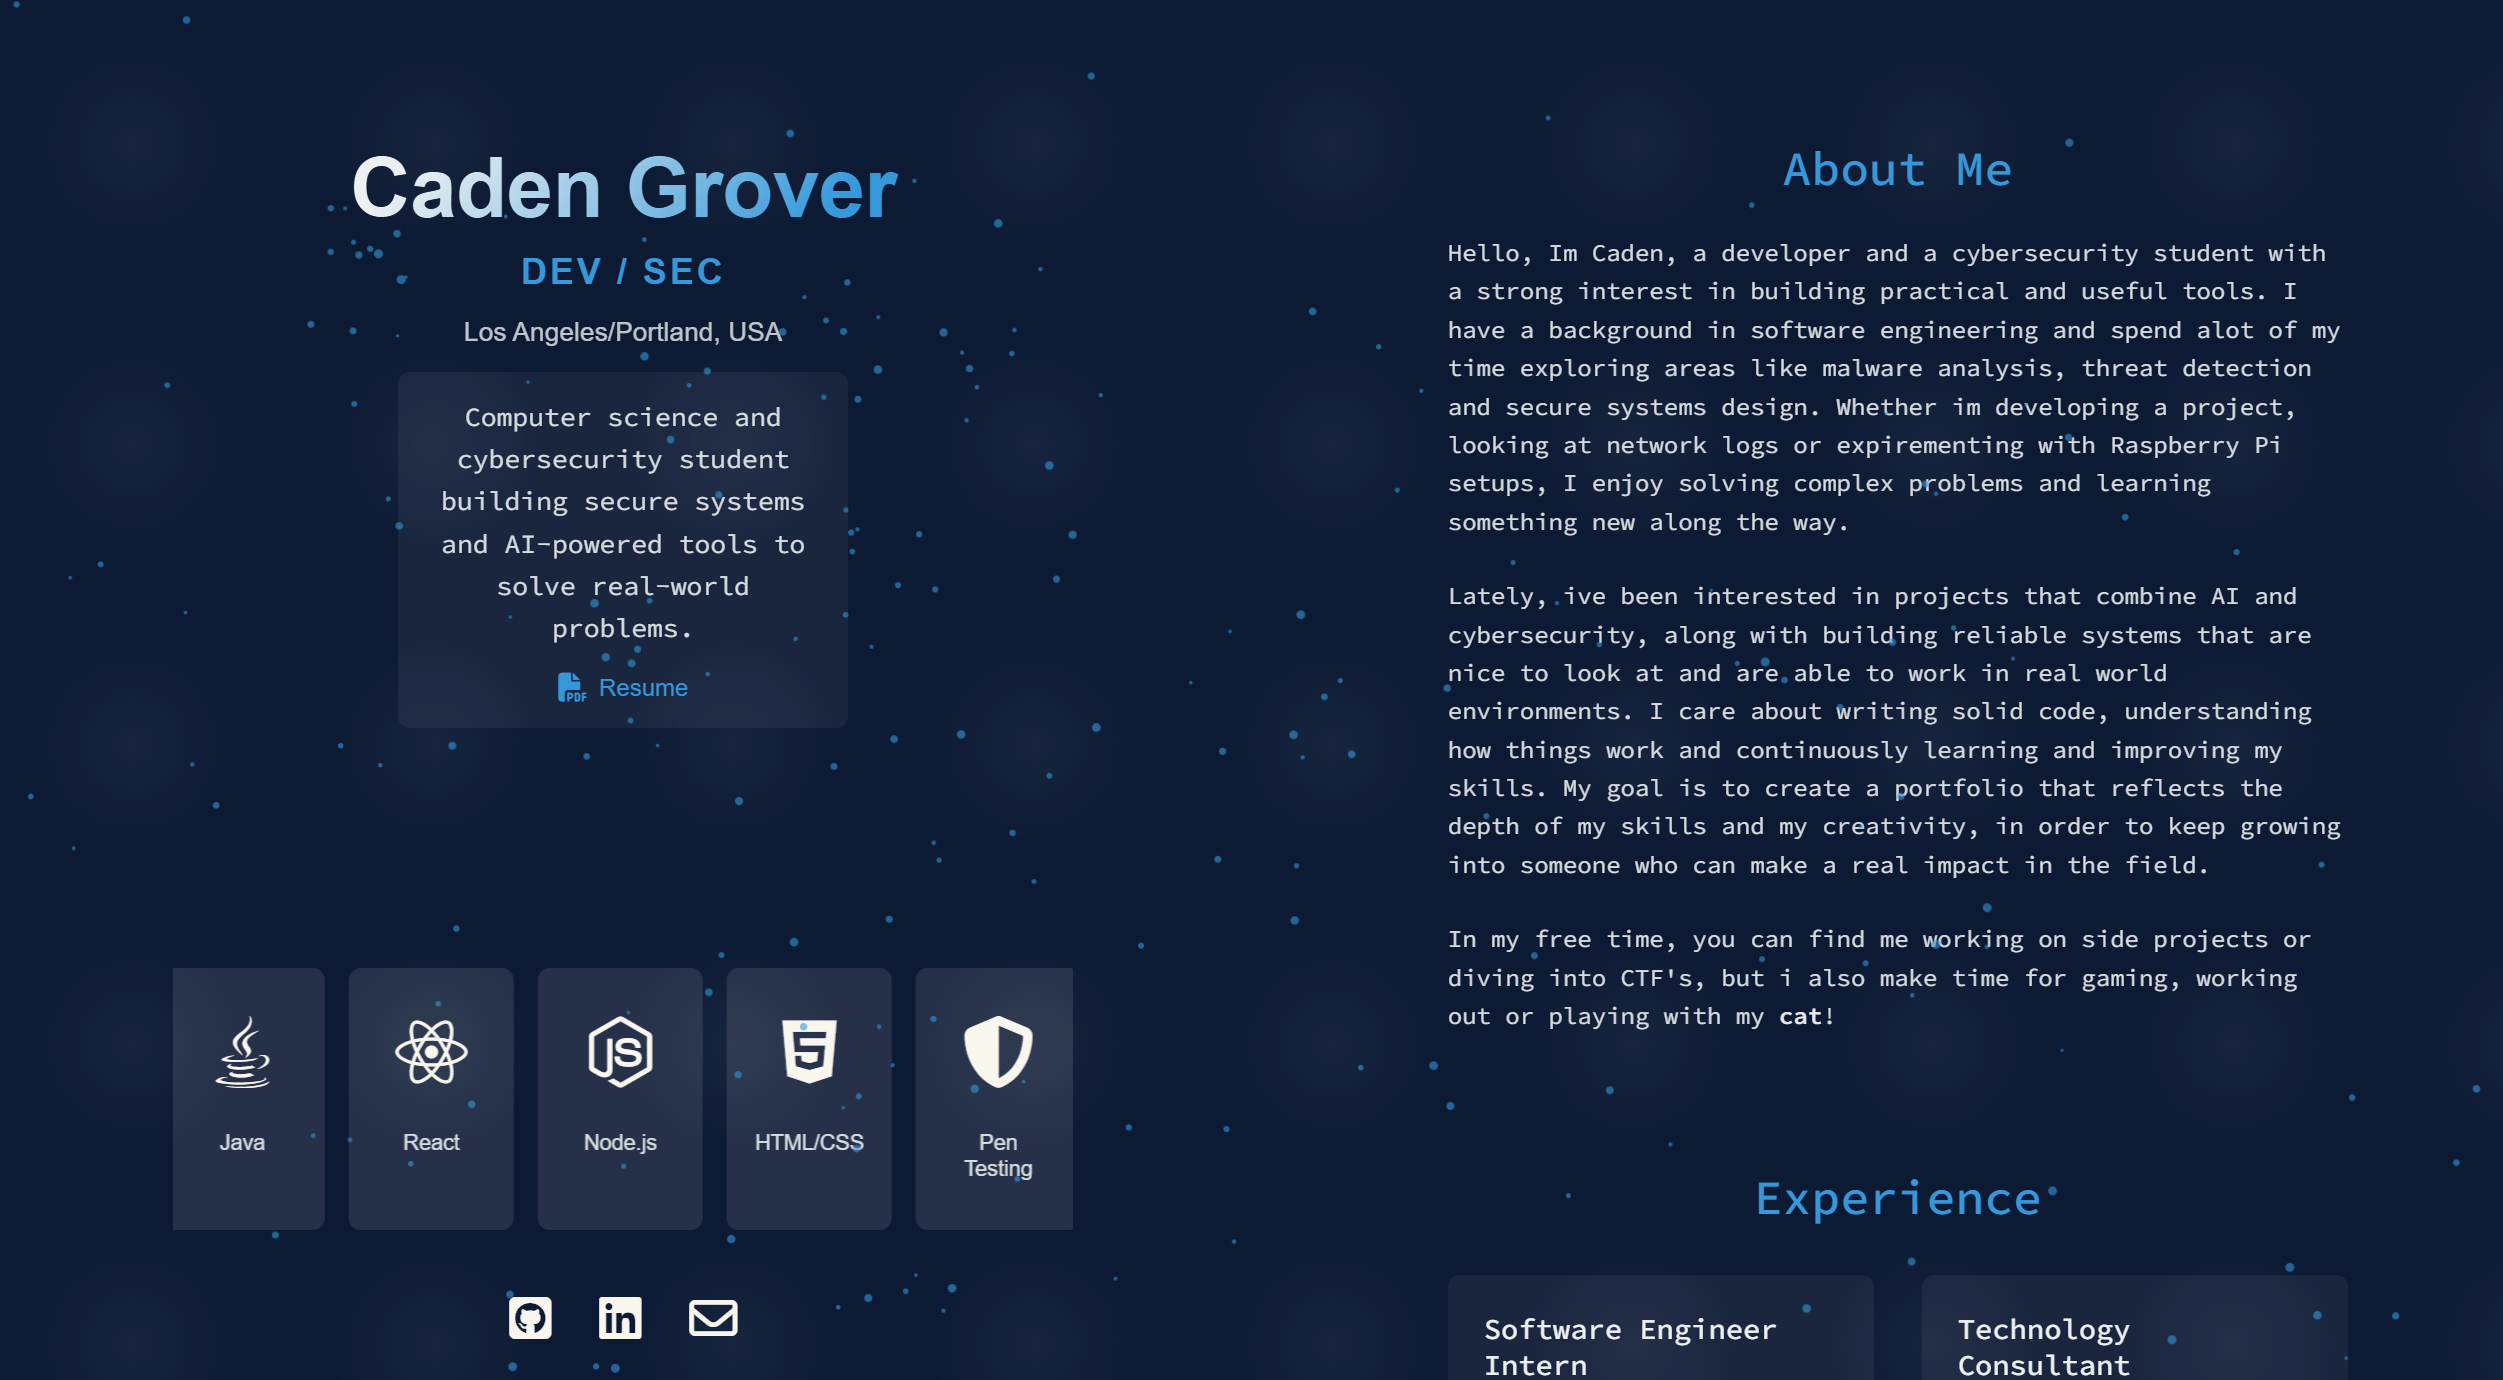 Caden Grover
DEV / SEC
Los Angeles/Portland, USA
Computer science and
cybersecurity student
building secure systems
and AI-powered tools to
solve real-world
problems.
PDF Resume
Java
React
JS
Node.js
5
HTML/CSS
Pen
Testing
in
About Me
Hello, Im Caden, a developer and a cybersecurity student with
a strong interest in building practical and useful tools. I
have a background in software engineering and spend alot of my
time exploring areas like malware analysis, threat detection
and secure systems design. Whether im developing a project,
looking at network logs or expirementing with Raspberry Pi
setups, I enjoy solving complex problems and learning
something new along the way.
Lately, ive been interested in projects that combine AI and
cybersecurity, along with building reliable systems that are
nice to look at and are able to work in real world
environments. I care about writing solid code, understanding
how things work and continuously learning and improving my
skills. My goal is to create a portfolio that reflects the
depth of my skills and my creativity, in order to keep growing
into someone who can make a real impact in the field.
In my free time, you can find me working on side projects or
diving into CTF's, but i also make time for gaming, working
out or playing with my cat!
Experience
Software Engineer
Intern
Technology
Consultant